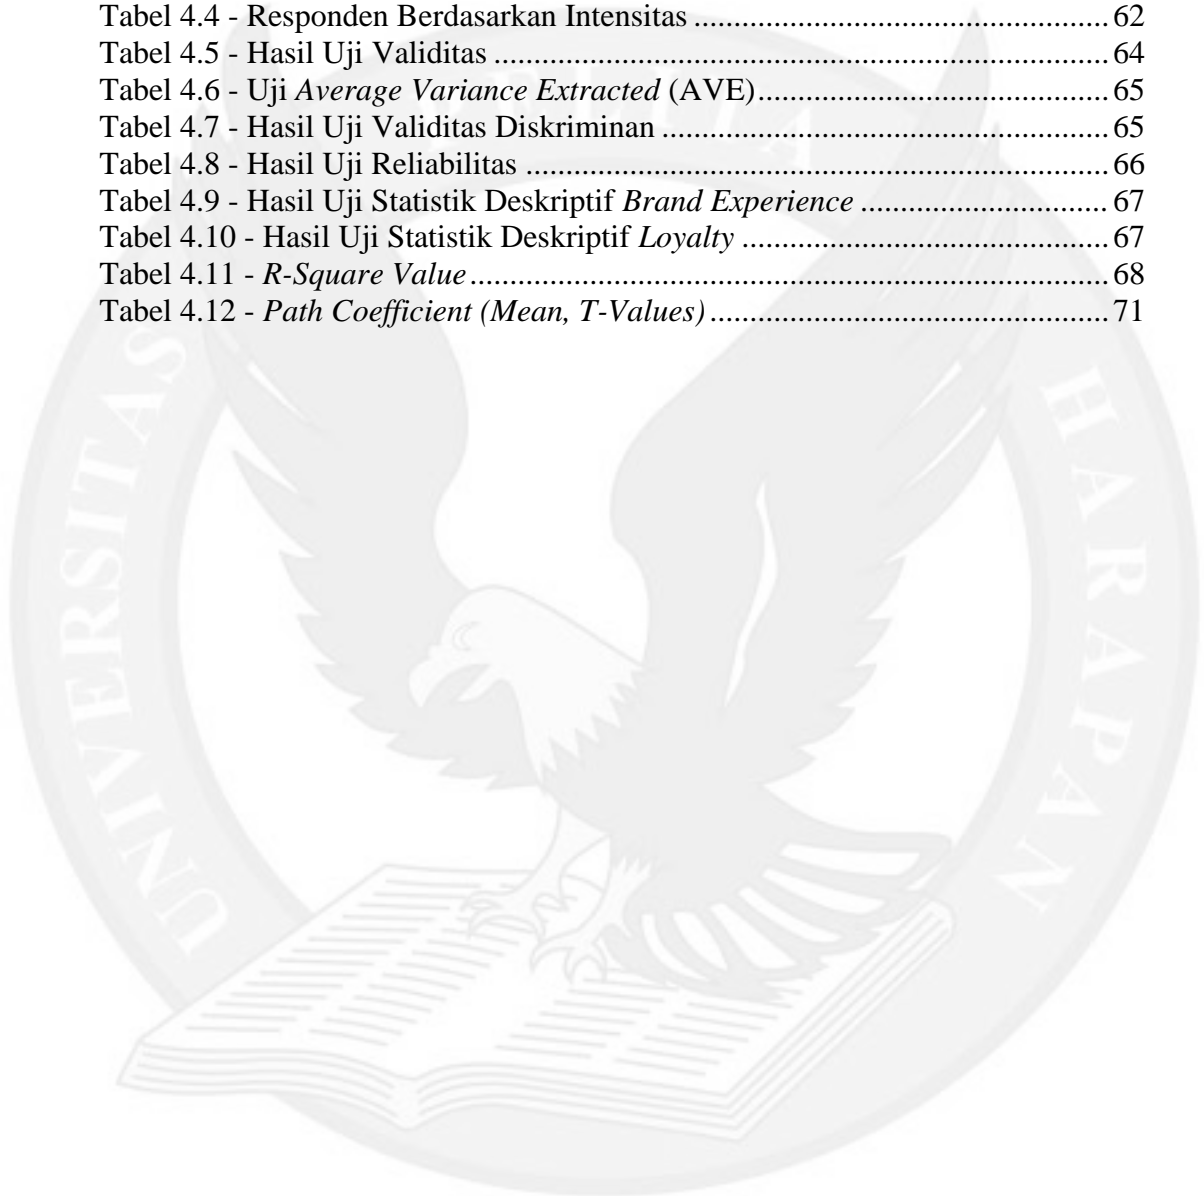 Tabel 4.4 - Responden Berdasarkan Intensitas ........................................................ 62
Tabel 4.5 - Hasil Uji Validitas ................................................................................... 64
Tabel 4.6 - Uji Average Variance Extracted (AVE) ............................................... 65
Tabel 4.7 - Hasil Uji Validitas Diskriminan ............................................................ 65
Tabel 4.8 - Hasil Uji Reliabilitas .............................................................................. 66
Tabel 4.9 - Hasil Uji Statistik Deskriptif Brand Experience ................................. 67
Tabel 4.10 - Hasil Uji Statistik Deskriptif Loyalty ................................................. 67
Tabel 4.11 - R-Square Value ..................................................................................... 68
Tabel 4.12 - Path Coefficient (Mean, T-Values) ..................................................... 71
UNIVERSITAS
HARAPAN